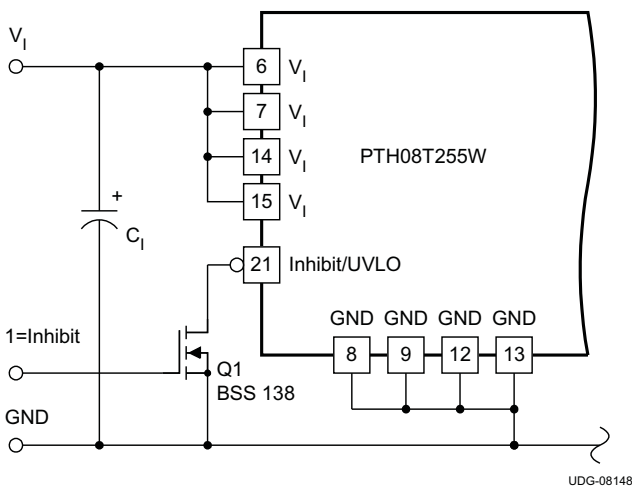 V_I
6 V_I
7 V_I
14 V_I
15 V_I
PTH08T255W
+
C_I
21 Inhibit/UVLO
1=Inhibit
Q1
BSS 138
GND GND GND GND
8 9 12 13
GND
UDG-08148